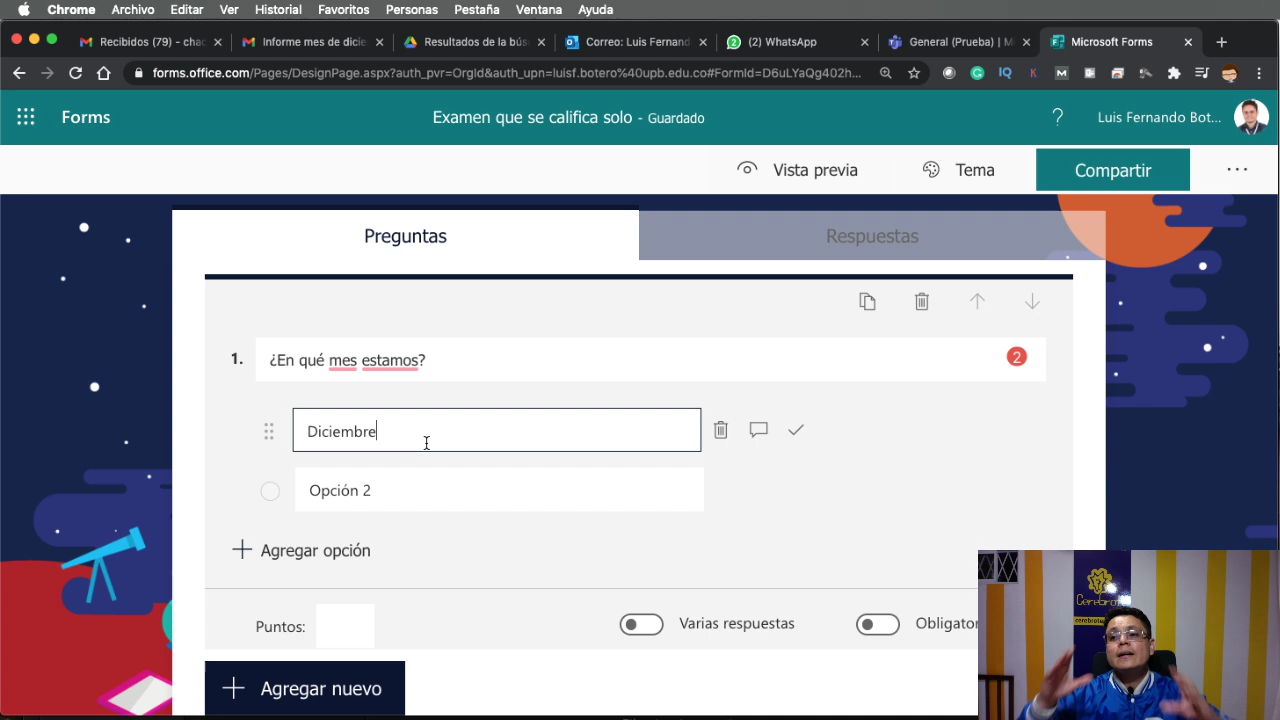 Chrome Archivo Editar Ver Historial Favoritos Personas Pestaña Ventana Ayuda
Recibidos (79) - chac
Informe mes de dicie
Resultados de la bús
Correo: Luis Fernand
(2) WhatsApp
General (Prueba) | M
Microsoft Forms
forms.office.com/Pages/DesignPage.aspx?auth_pvr=OrgId&auth_upn=luisf.botero%40upb.edu.co#FormId=D6uLYaQg402h...
Forms
Examen que se califica solo - Guardado
?
Luis Fernando Bot...
Vista previa
Tema
Compartir
...
Preguntas
Respuestas
1. ¿En qué mes estamos?
2
Diciembre
Opción 2
Agregar opción
Puntos:
Varias respuestas
Obligator
Agregar nuevo